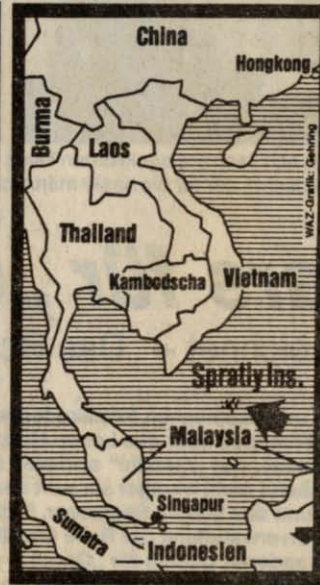 China
Hongkong
Burma
Laos
WAZ-Grafik: Gehring
Thailand
Kambodscha
Vietnam
Spratly Ins.
Malaysia
Singapur
Sumatra
Indonesien